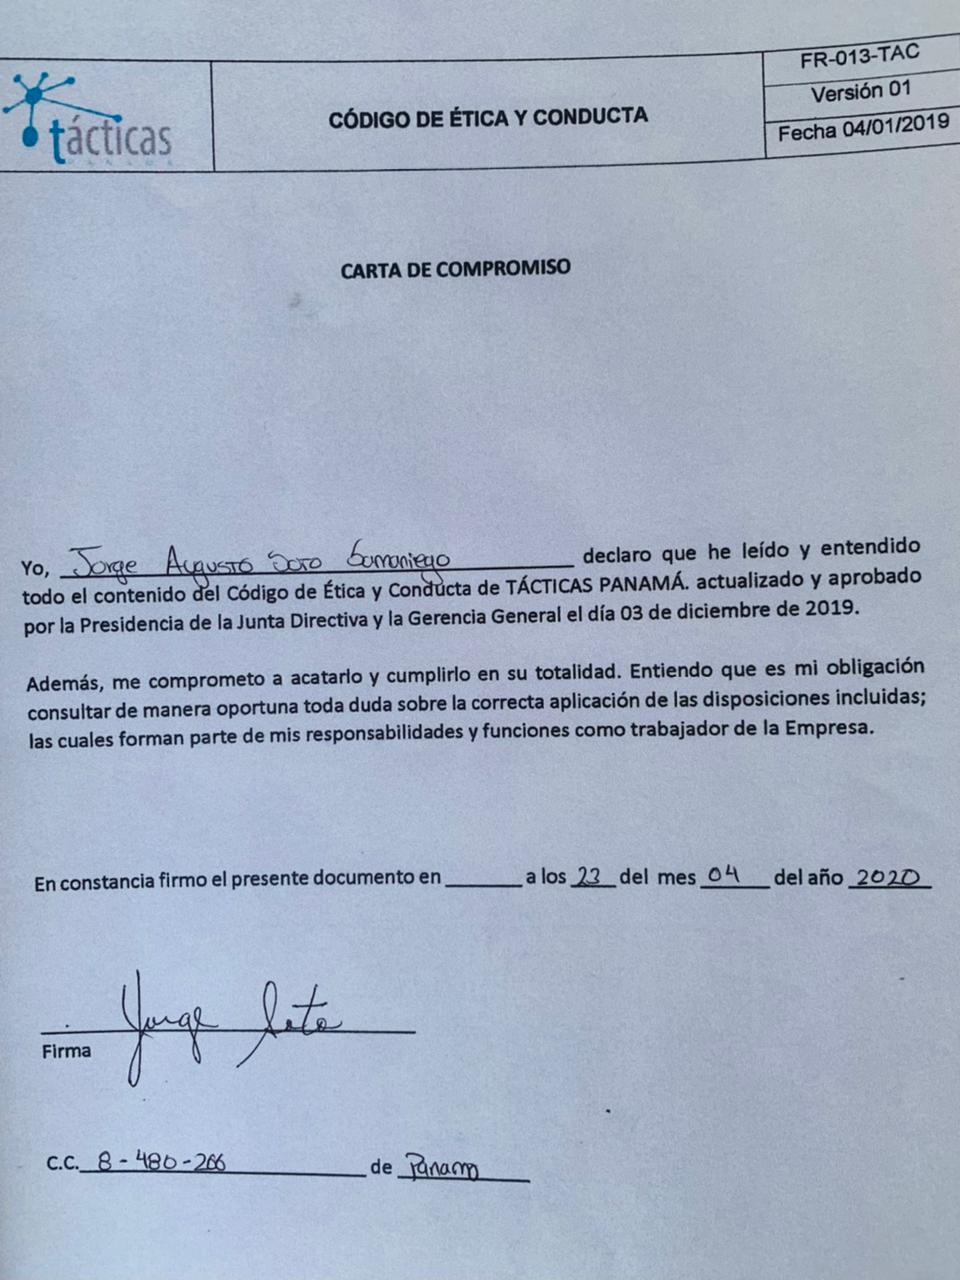 tácticas
PANAMÁ
CÓDIGO DE ÉTICA Y CONDUCTA
FR-013-TAC
Versión 01
Fecha 04/01/2019
CARTA DE COMPROMISO
Yo, Jorge Augusto Soto Samaniego declaro que he leído y entendido
todo el contenido del Código de Ética y Conducta de TÁCTICAS PANAMÁ. actualizado y aprobado
por la Presidencia de la Junta Directiva y la Gerencia General el día 03 de diciembre de 2019.
Además, me comprometo a acatarlo y cumplirlo en su totalidad. Entiendo que es mi obligación
consultar de manera oportuna toda duda sobre la correcta aplicación de las disposiciones incluidas;
las cuales forman parte de mis responsabilidades y funciones como trabajador de la Empresa.
En constancia firmo el presente documento en ______ a los 23 del mes 04 del año 2020
Jorge Soto
Firma
C.C. 8-480-266 de Panama